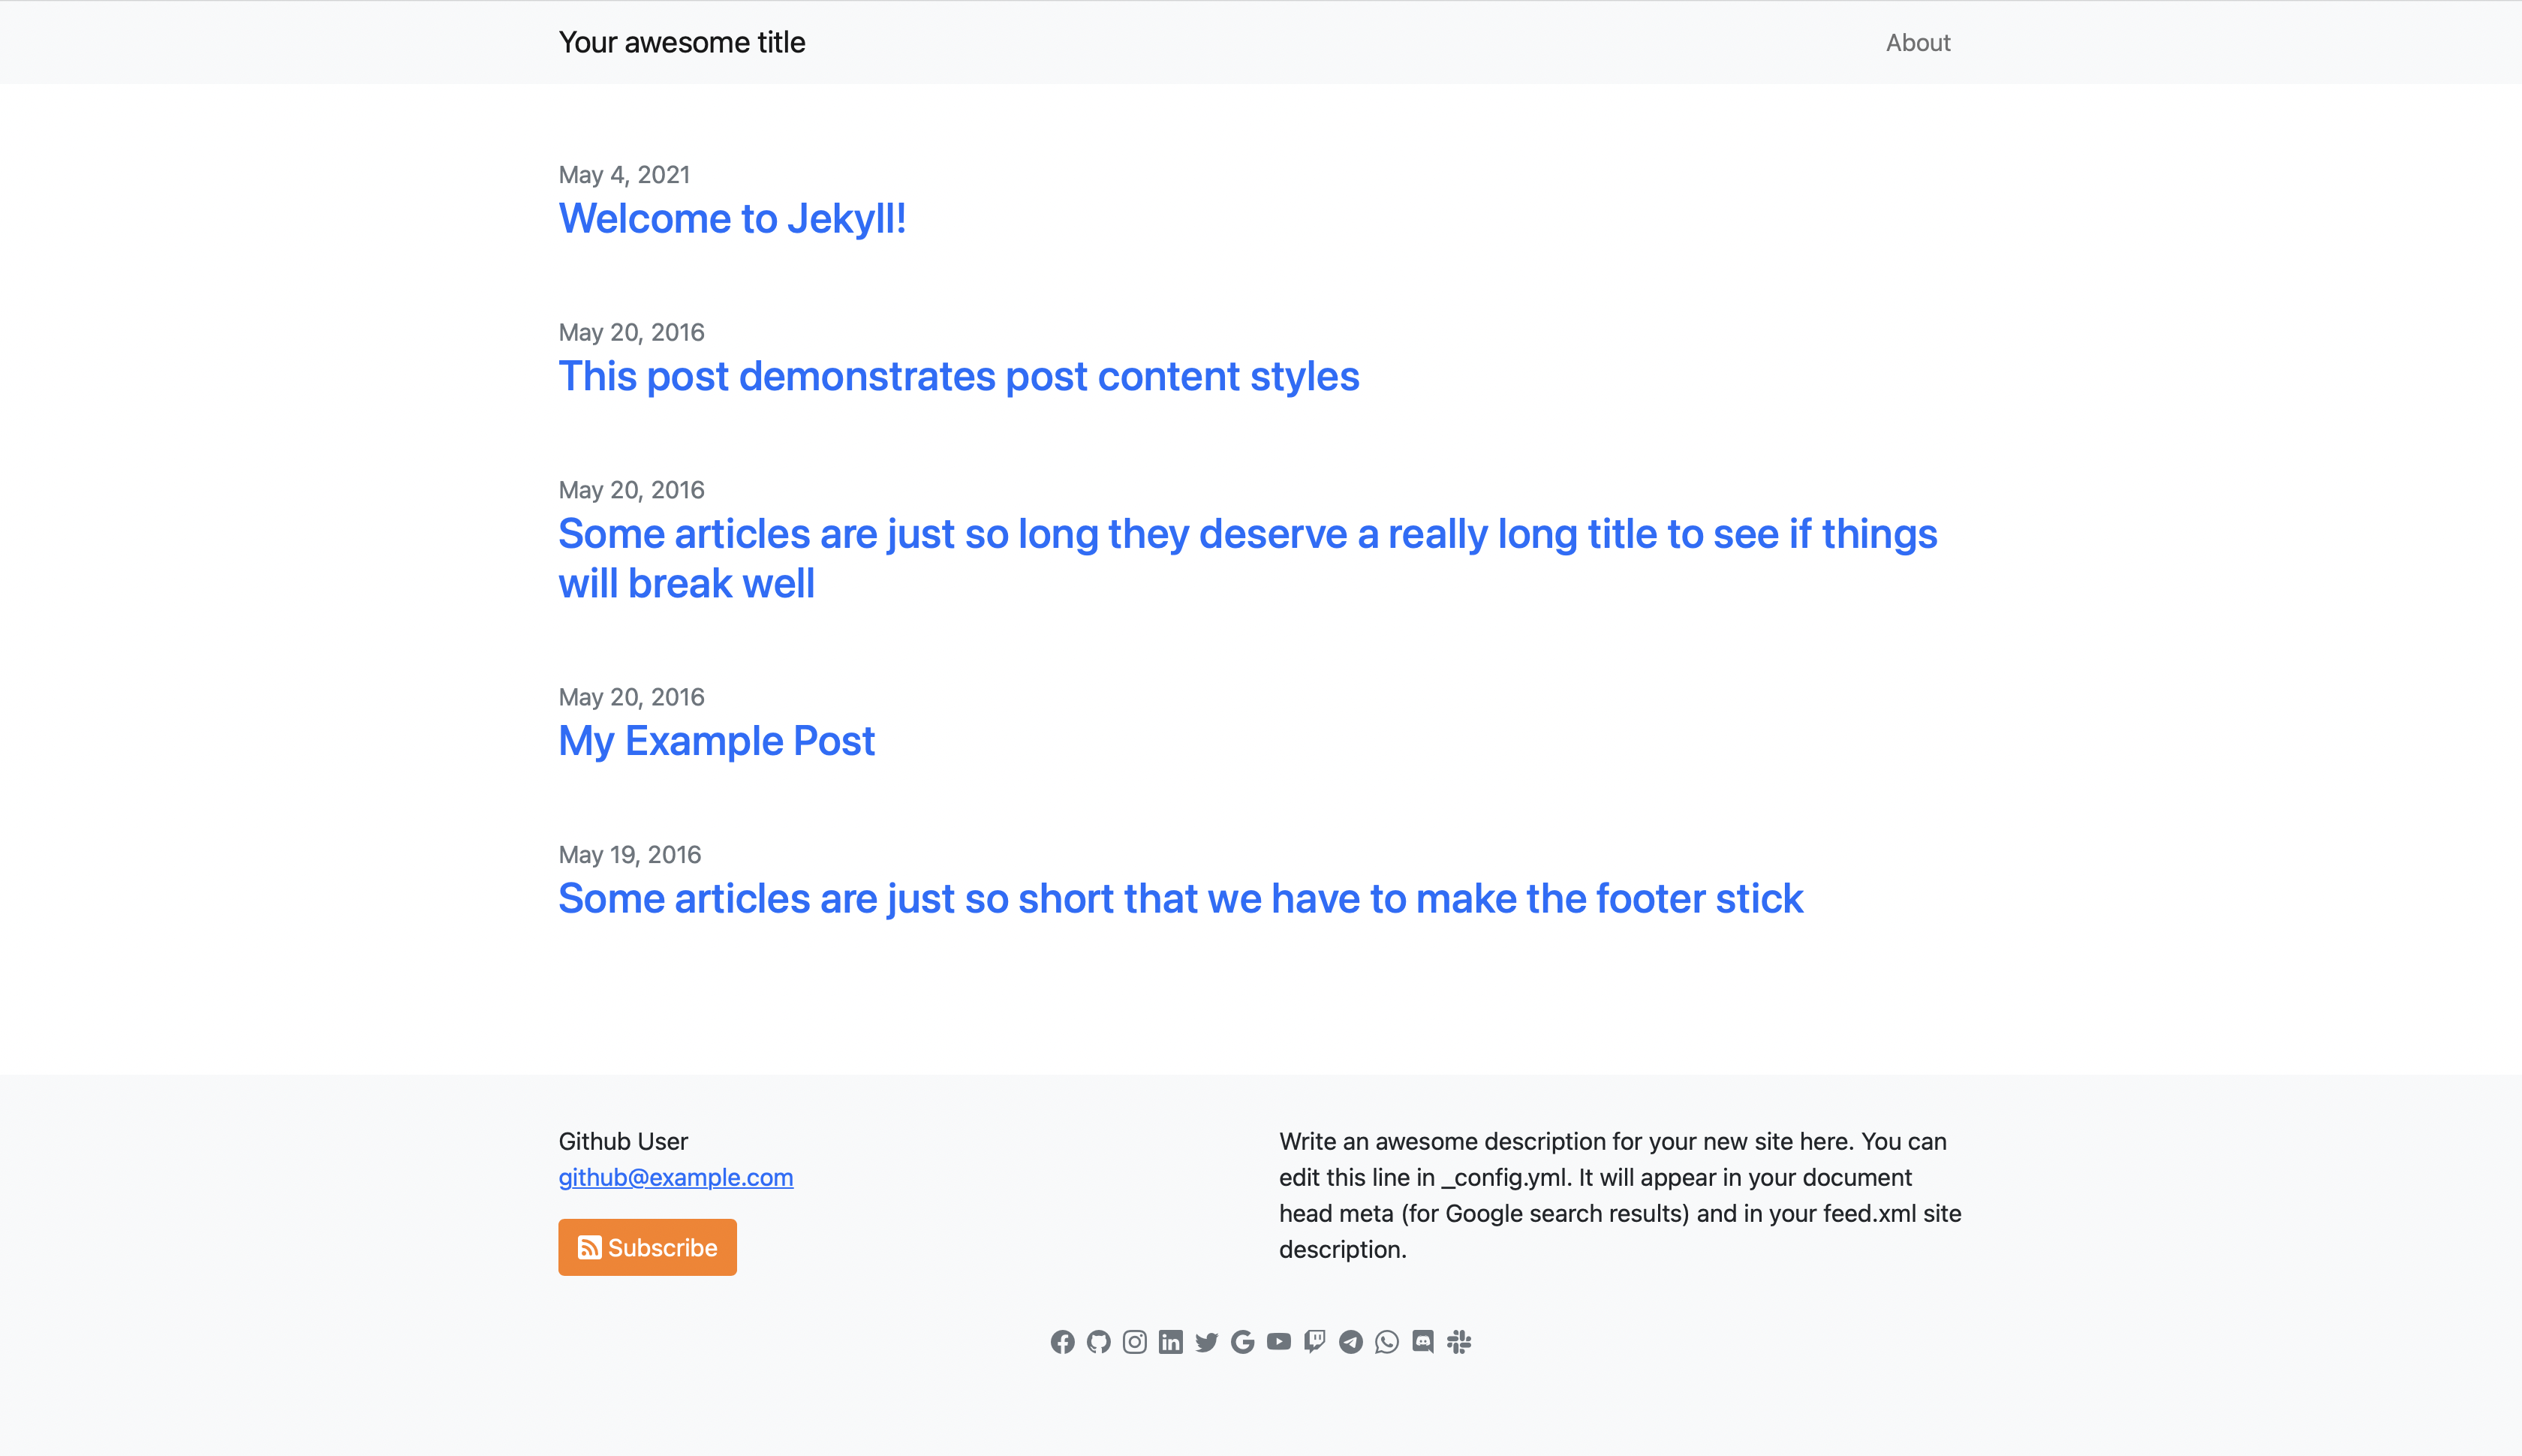 Your awesome title
About
May 4, 2021
Welcome to Jekyll!
May 20, 2016
This post demonstrates post content styles
May 20, 2016
Some articles are just so long they deserve a really long title to see if things
will break well
May 20, 2016
My Example Post
May 19, 2016
Some articles are just so short that we have to make the footer stick
Github User
github@example.com
Subscribe
Write an awesome description for your new site here. You can
edit this line in _config.yml. It will appear in your document
head meta (for Google search results) and in your feed.xml site
description.